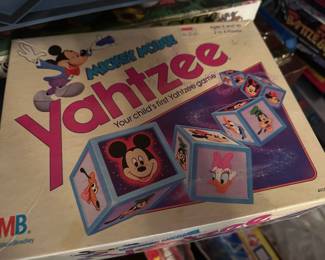 MICKEY MOUSE
Yahtzee
Your child's first Yahtzee game
MB